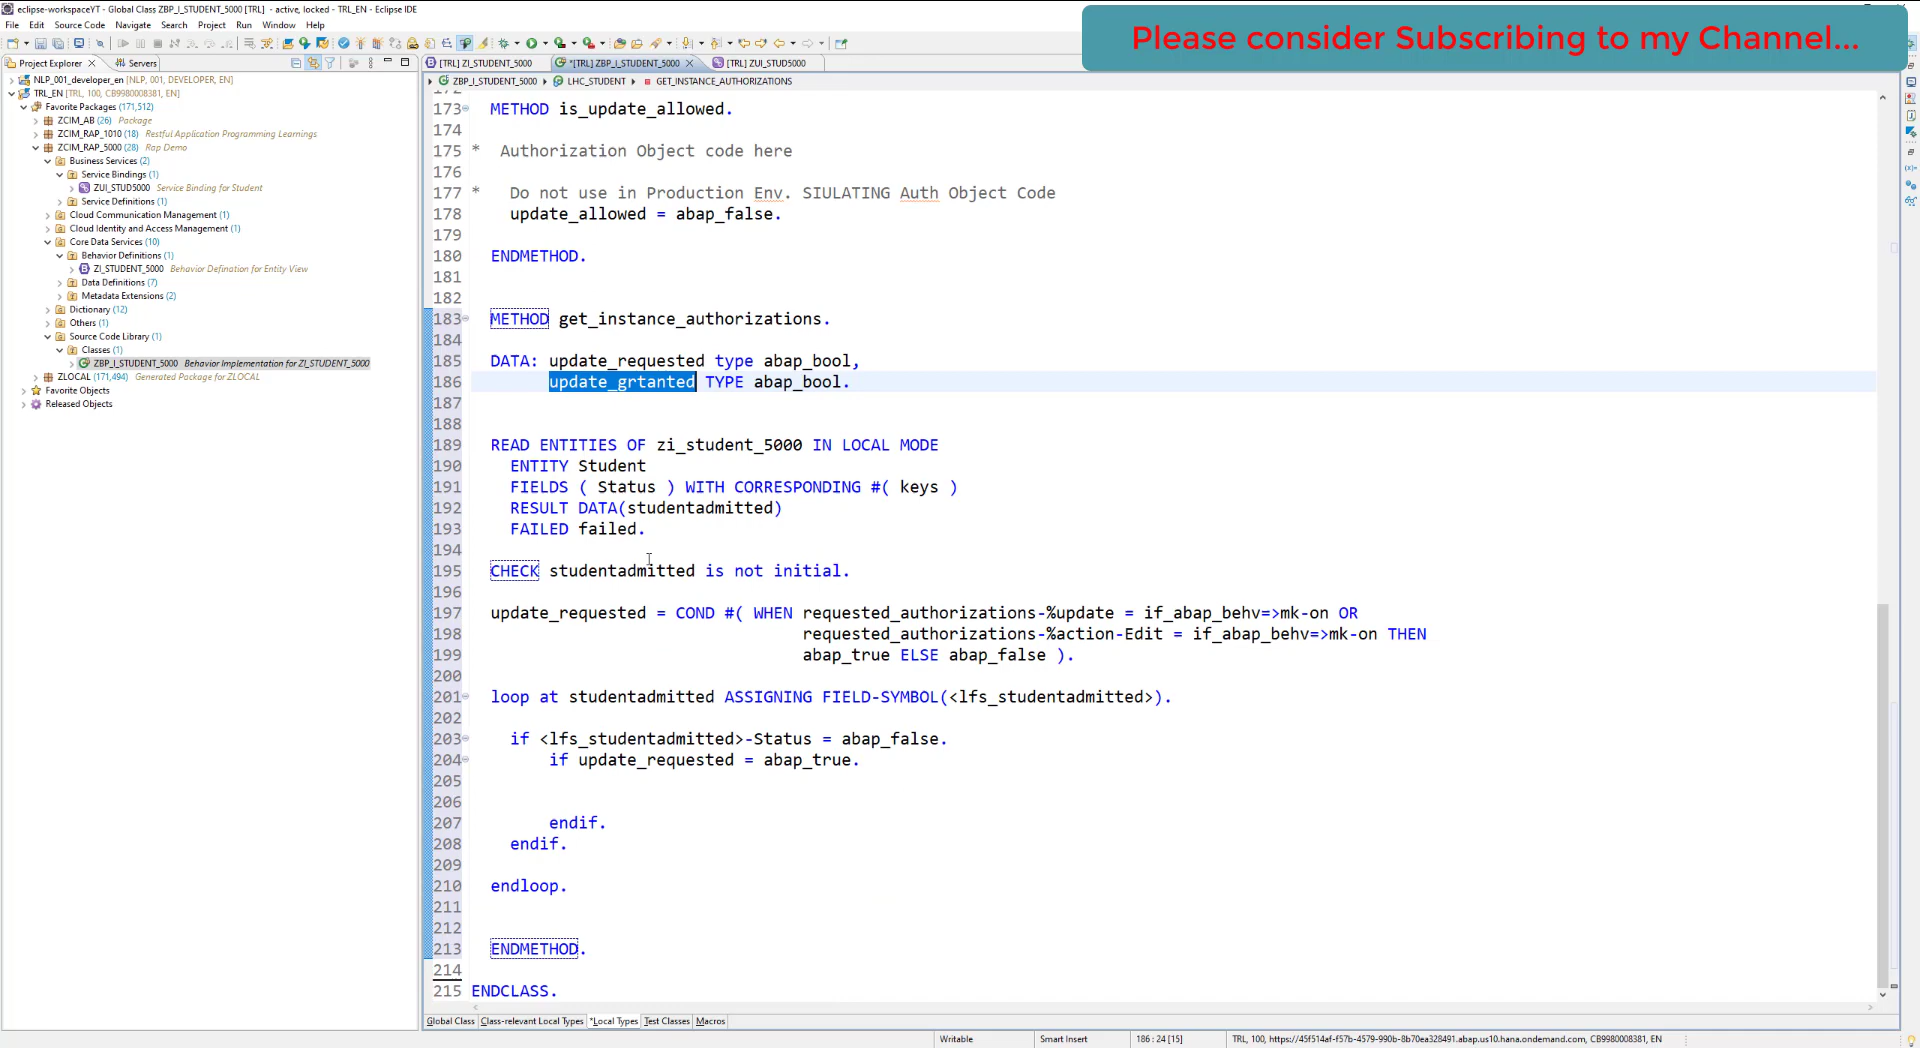 eclipse-workspaceYT - Global Class ZBP_I_STUDENT_5000 [TRL] - active, locked - TRL_EN - Eclipse IDE
File Edit Source Code Navigate Search Project Run Window Help
Please consider Subscribing to my Channel...
Project Explorer Servers
[TRL] ZI_STUDENT_5000 *[TRL] ZBP_I_STUDENT_5000 [TRL] ZUI_STUD5000
ZBP_I_STUDENT_5000 LHC_STUDENT GET_INSTANCE_AUTHORIZATIONS
NLP_001_developer_en [NLP, 001, DEVELOPER, EN]
TRL_EN [TRL, 100, CB9980008381, EN]
Favorite Packages (171,512)
ZCIM_AB (26) Package
ZCIM_RAP_1010 (18) Restful Application Programming Learnings
ZCIM_RAP_5000 (28) Rap Demo
Business Services (2)
Service Bindings (1)
ZUI_STUD5000 Service Binding for Student
Service Definitions (1)
Cloud Communication Management (1)
Cloud Identity and Access Management (1)
Core Data Services (10)
Behavior Definitions (1)
ZI_STUDENT_5000 Behavior Defination for Entity View
Data Definitions (7)
Metadata Extensions (2)
Dictionary (12)
Others (1)
Source Code Library (1)
Classes (1)
ZBP_I_STUDENT_5000 Behavior Implementation for ZI_STUDENT_5000
ZLOCAL (171,494) Generated Package for ZLOCAL
Favorite Objects
Released Objects
172
173 METHOD is_update_allowed.
174
175 * Authorization Object code here
176
177 * Do not use in Production Env. SIULATING Auth Object Code
178 update_allowed = abap_false.
179
180 ENDMETHOD.
181
182
183 METHOD get_instance_authorizations.
184
185 DATA: update_requested type abap_bool,
186 update_grtanted TYPE abap_bool.
187
188
189 READ ENTITIES OF zi_student_5000 IN LOCAL MODE
190 ENTITY Student
191 FIELDS ( Status ) WITH CORRESPONDING #( keys )
192 RESULT DATA(studentadmitted)
193 FAILED failed.
194
195 CHECK studentadmitted is not initial.
196
197 update_requested = COND #( WHEN requested_authorizations-%update = if_abap_behv=>mk-on OR
198 requested_authorizations-%action-Edit = if_abap_behv=>mk-on THEN
199 abap_true ELSE abap_false ).
200
201 loop at studentadmitted ASSIGNING FIELD-SYMBOL(<lfs_studentadmitted>).
202
203 if <lfs_studentadmitted>-Status = abap_false.
204 if update_requested = abap_true.
205
206
207 endif.
208 endif.
209
210 endloop.
211
212
213 ENDMETHOD.
214
215 ENDCLASS.
Global Class Class-relevant Local Types *Local Types Test Classes Macros
Writable Smart Insert 186 : 24 [15] TRL, 100, https://45f514af-f57b-4579-990b-8b70ea328491.abap.us10.hana.ondemand.com, CB9980008381, EN